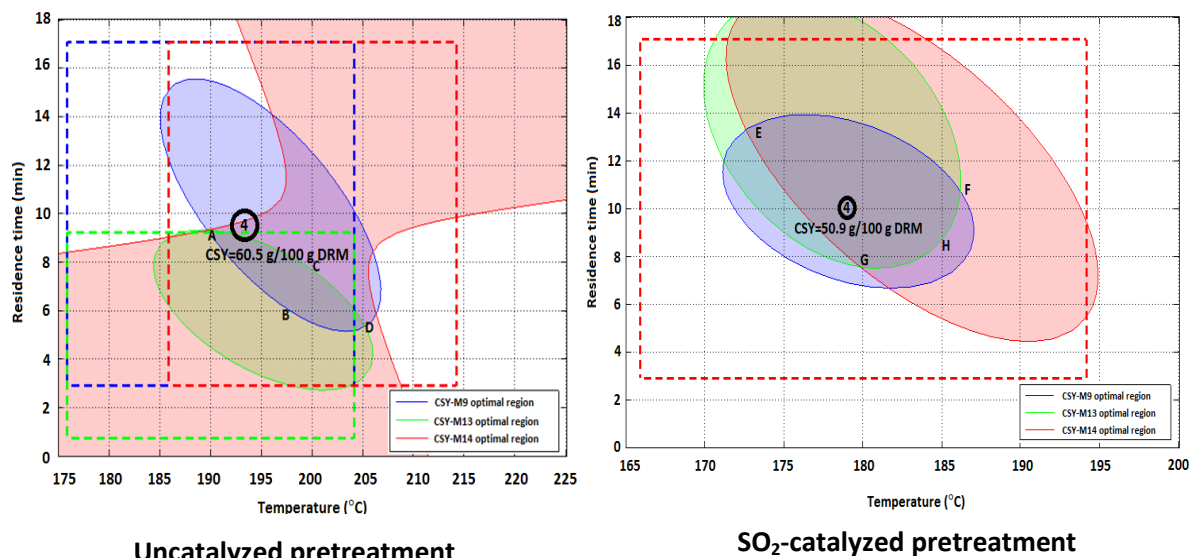 18
16
14
12
10
8
6
4
2
0
Residence time (min)
A
4
CSY=60.5 g/100 g DRM
C
B
D
CSY-M9 optimal region
CSY-M13 optimal region
CSY-M14 optimal region
175 180 185 190 195 200 205 210 215 220 225
Temperature (°C)
Uncatalyzed pretreatment
18
16
14
12
10
8
6
4
2
0
Residence time (min)
E
F
4
CSY=50.9 g/100 g DRM
H
G
CSY-M9 optimal region
CSY-M13 optimal region
CSY-M14 optimal region
165 170 175 180 185 190 195 200
Temperature (°C)
SO₂-catalyzed pretreatment